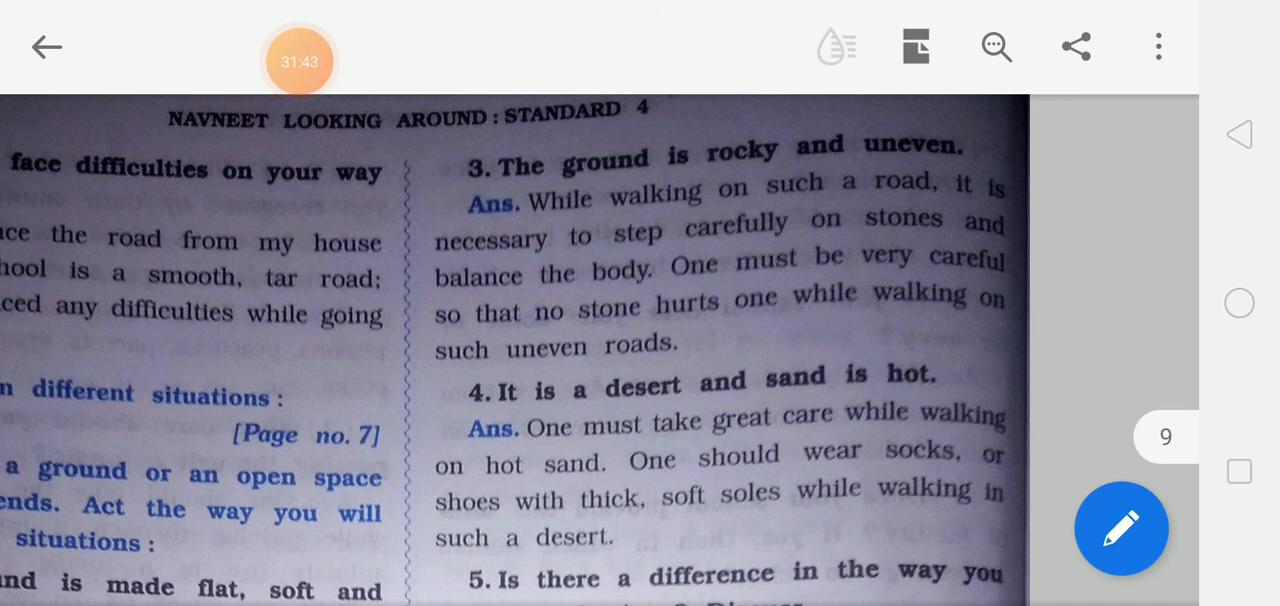 31:43
NAVNEET LOOKING AROUND : STANDARD 4
face difficulties on your way
the road from my house
is a smooth, tar road;
any difficulties while going
different situations :
[Page no. 7]
a ground or an open space
Act the way you will
situations :
is made flat, soft and
3. The ground is rocky and uneven.
Ans. While walking on such a road, it is
necessary to step carefully on stones and
balance the body. One must be very careful
so that no stone hurts one while walking on
such uneven roads.
4. It is a desert and sand is hot.
Ans. One must take great care while walking
on hot sand. One should wear socks, or
shoes with thick, soft soles while walking in
such a desert.
5. Is there a difference in the way you
9